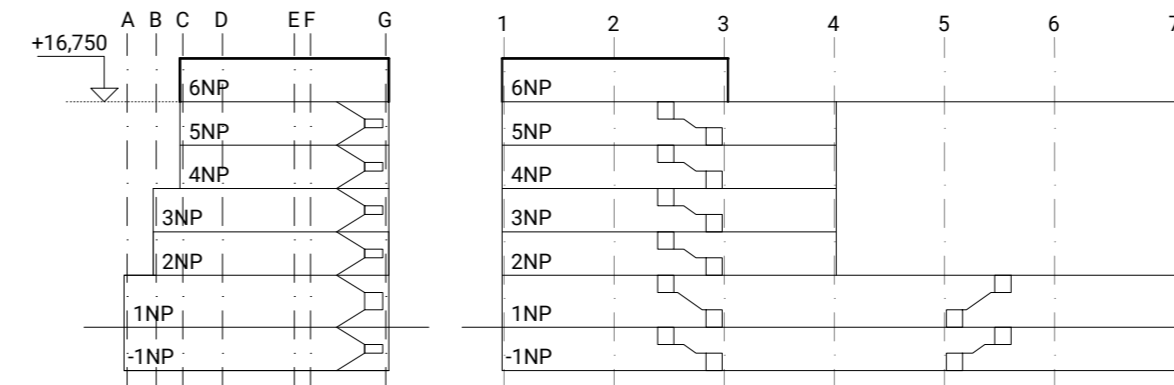 A B C D E F G 1 2 3 4 5 6 7
+16,750
6NP 6NP
5NP 5NP
4NP 4NP
3NP 3NP
2NP 2NP
1NP 1NP
-1NP -1NP